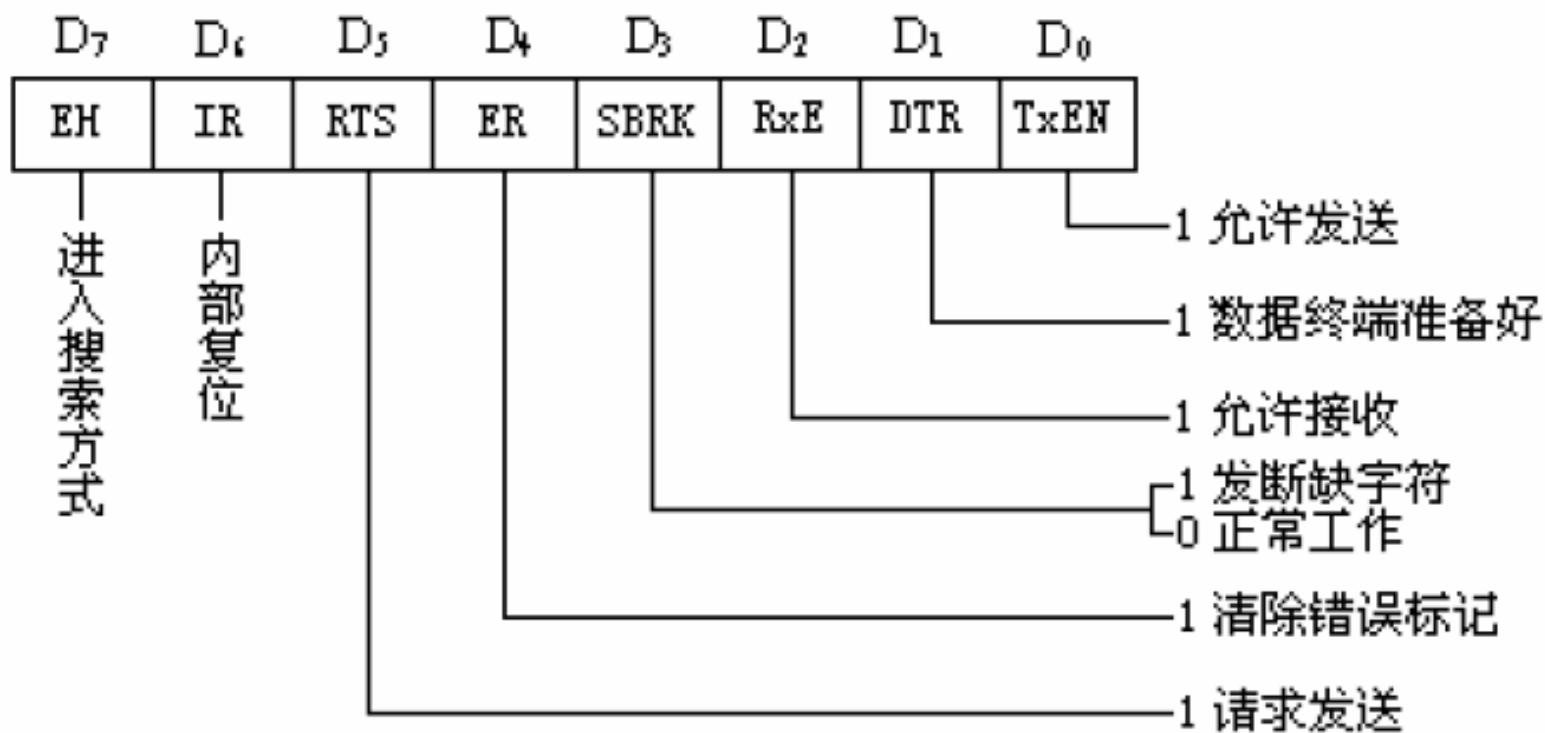 D7 D6 D5 D4 D3 D2 D1 D0
EH IR RTS ER SBRK RxE DTR TxEN
进入搜索方式
内部复位
1 允许发送
1 数据终端准备好
1 允许接收
1 发断缺字符
0 正常工作
1 清除错误标记
1 请求发送